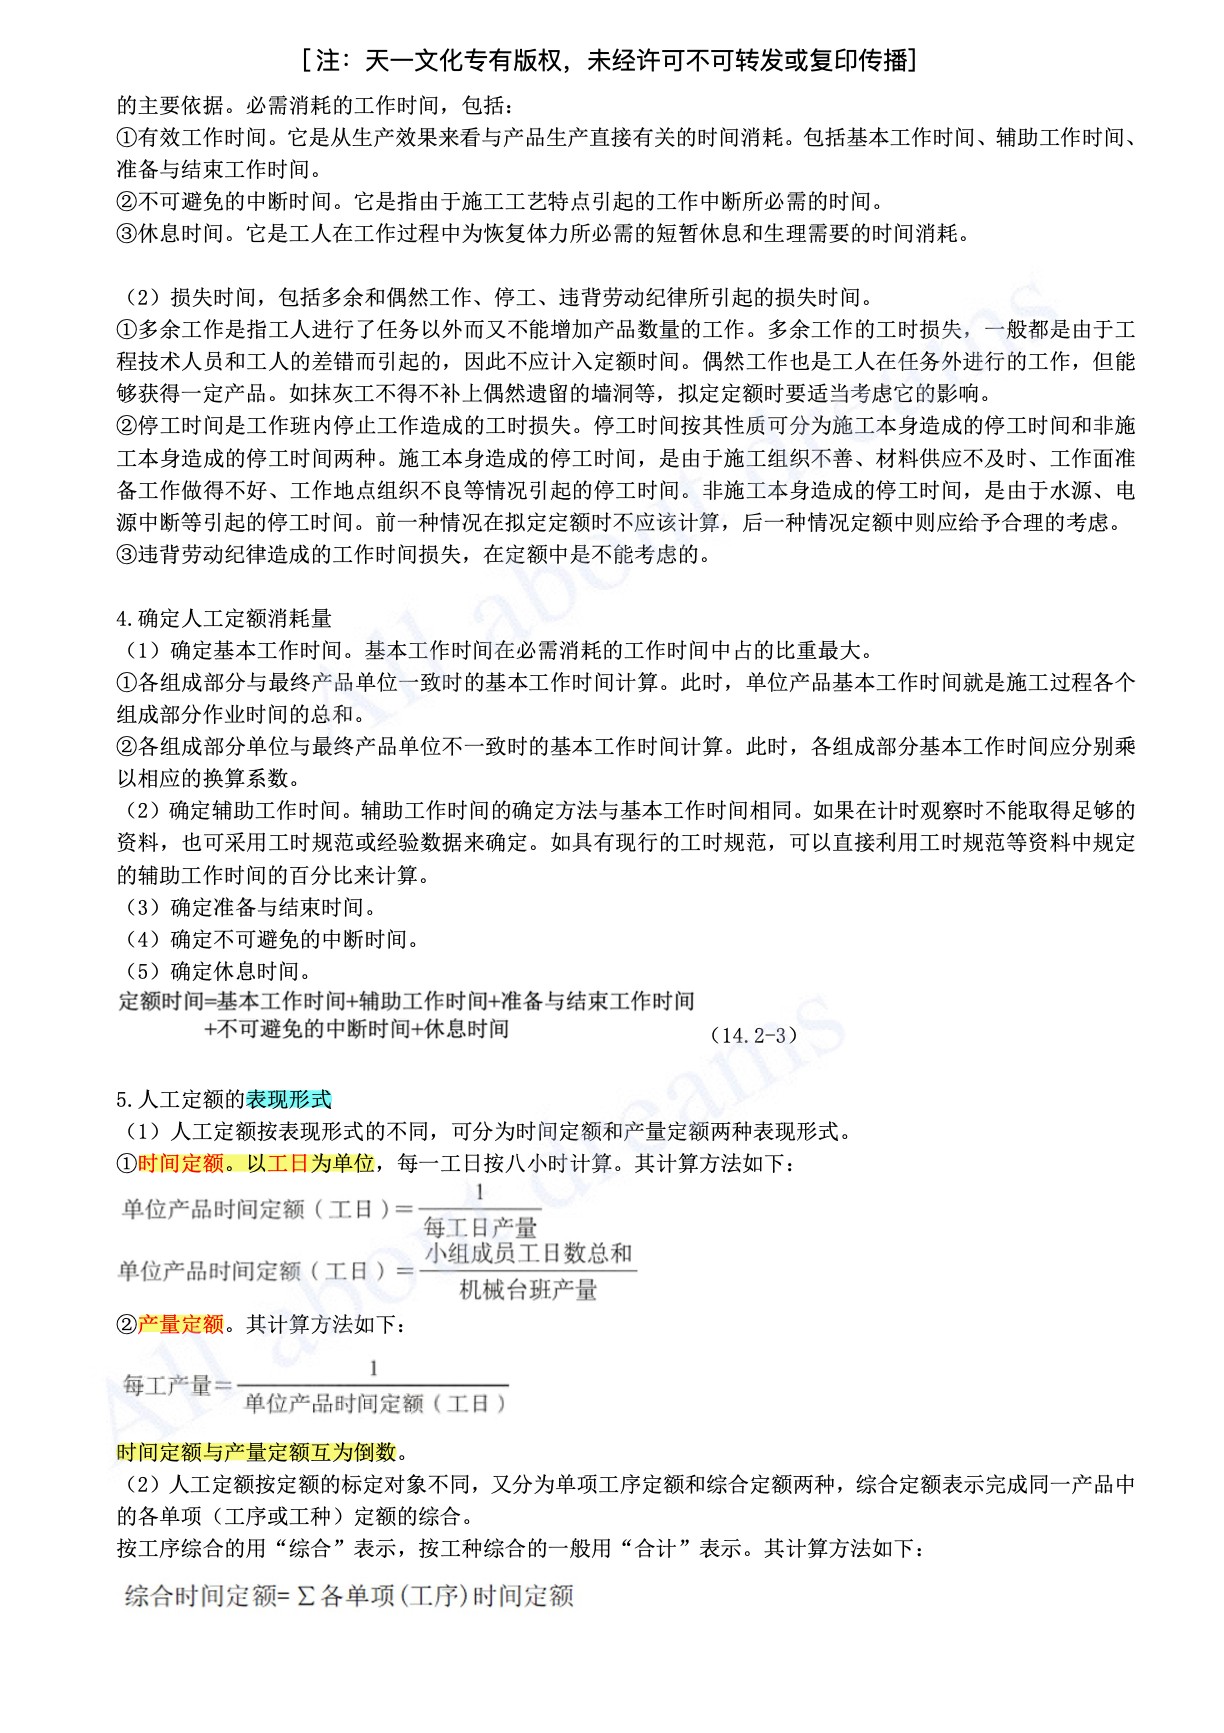 [注：天一文化专有版权，未经许可不可转发或复印传播]
的主要依据。必需消耗的工作时间，包括：
①有效工作时间。它是从生产效果来看与产品生产直接有关的时间消耗。包括基本工作时间、辅助工作时间、
准备与结束工作时间。
②不可避免的中断时间。它是指由于施工工艺特点引起的工作中断所必需的时间。
③休息时间。它是工人在工作过程中为恢复体力所必需的短暂休息和生理需要的时间消耗。
（2）损失时间，包括多余和偶然工作、停工、违背劳动纪律所引起的损失时间。
①多余工作是指工人进行了任务以外而又不能增加产品数量的工作。多余工作的工时损失，一般都是由于工
程技术人员和工人的差错而引起的，因此不应计入定额时间。偶然工作也是工人在任务外进行的工作，但能
够获得一定产品。如抹灰工不得不补上偶然遗留的墙洞等，拟定定额时要适当考虑它的影响。
②停工时间是工作班内停止工作造成的工时损失。停工时间按其性质可分为施工本身造成的停工时间和非施
工本身造成的停工时间两种。施工本身造成的停工时间，是由于施工组织不善、材料供应不及时、工作面准
备工作做得不好、工作地点组织不良等情况引起的停工时间。非施工本身造成的停工时间，是由于水源、电
源中断等引起的停工时间。前一种情况在拟定定额时不应该计算，后一种情况定额中则应给予合理的考虑。
③违背劳动纪律造成的工作时间损失，在定额中是不能考虑的。
4.确定人工定额消耗量
（1）确定基本工作时间。基本工作时间在必需消耗的工作时间中占的比重最大。
①各组成部分与最终产品单位一致时的基本工作时间计算。此时，单位产品基本工作时间就是施工过程各个
组成部分作业时间的总和。
②各组成部分单位与最终产品单位不一致时的基本工作时间计算。此时，各组成部分基本工作时间应分别乘
以相应的换算系数。
（2）确定辅助工作时间。辅助工作时间的确定方法与基本工作时间相同。如果在计时观察时不能取得足够的
资料，也可采用工时规范或经验数据来确定。如具有现行的工时规范，可以直接利用工时规范等资料中规定
的辅助工作时间的百分比来计算。
（3）确定准备与结束时间。
（4）确定不可避免的中断时间。
（5）确定休息时间。
定额时间=基本工作时间+辅助工作时间+准备与结束工作时间
+不可避免的中断时间+休息时间 （14.2-3）
5.人工定额的表现形式
（1）人工定额按表现形式的不同，可分为时间定额和产量定额两种表现形式。
①时间定额。以工日为单位，每一工日按八小时计算。其计算方法如下：
1
单位产品时间定额（工日）=
每工日产量
小组成员工日数总和
单位产品时间定额（工日）=
机械台班产量
②产量定额。其计算方法如下：
1
每工产量=
单位产品时间定额（工日）
时间定额与产量定额互为倒数。
（2）人工定额按定额的标定对象不同，又分为单项工序定额和综合定额两种，综合定额表示完成同一产品中
的各单项（工序或工种）定额的综合。
按工序综合的用“综合”表示，按工种综合的一般用“合计”表示。其计算方法如下：
综合时间定额=∑各单项(工序)时间定额
All about dreams
All about dreams